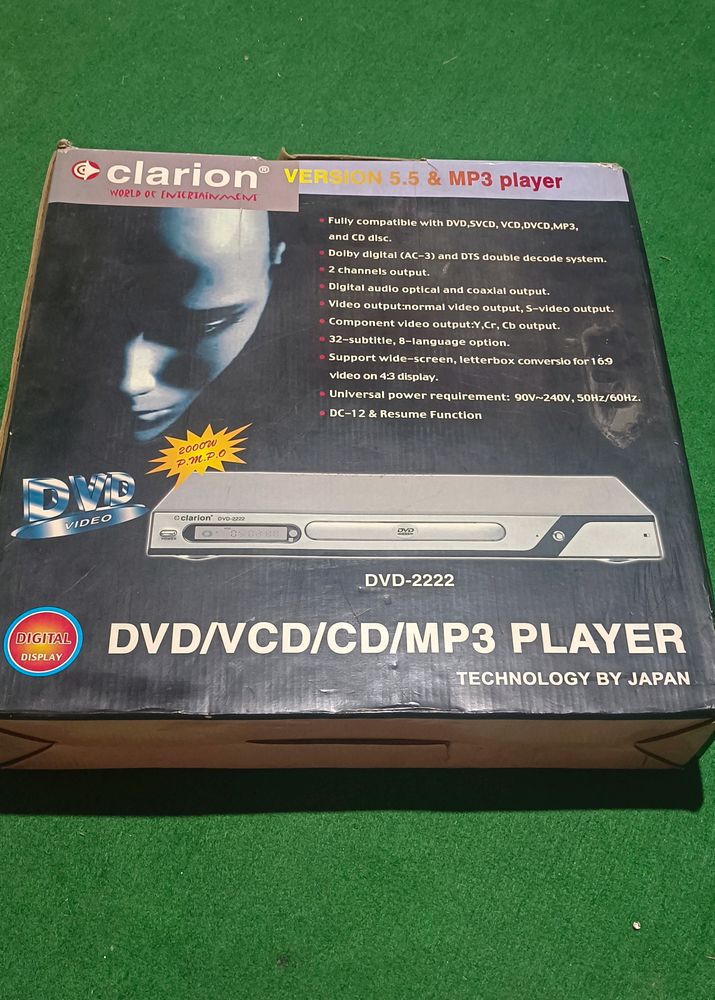 clarion®
WORLD OF ENTERTAINMENT
VERSION 5.5 & MP3 player
• Fully compatible with DVD,SVCD, VCD,DVCD,MP3,
and CD disc.
• Dolby digital (AC-3) and DTS double decode system.
• 2 channels output.
• Digital audio optical and coaxial output.
• Video output:normal video output, S-video output.
• Component video output:Y,Cr, Cb output.
• 32-subtitle, 8-language option.
• Support wide-screen, letterbox conversio for 16:9
video on 4:3 display.
• Universal power requirement: 90V~240V, 50Hz/60Hz.
• DC-12 & Resume Function
2000W
P.M.P.O
DVD
VIDEO
clarion® DVD-2222
POWER
DVD
DVD-2222
DIGITAL
DISPLAY
DVD/VCD/CD/MP3 PLAYER
TECHNOLOGY BY JAPAN